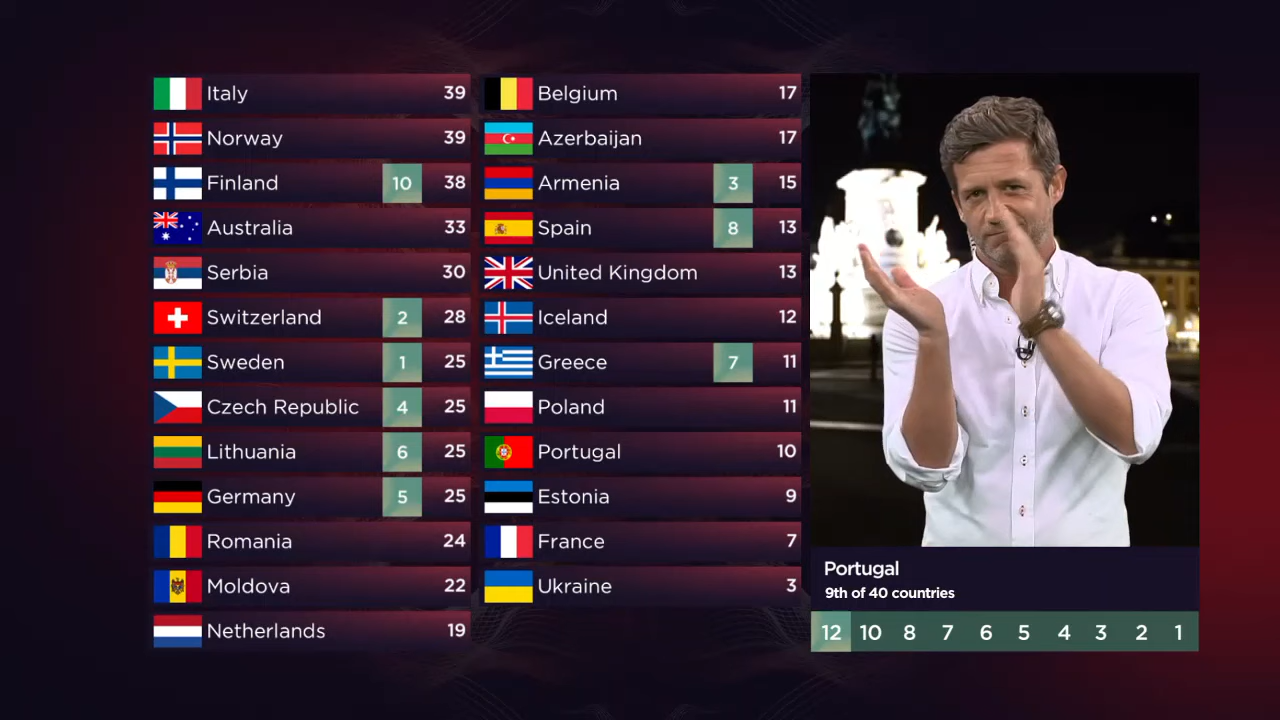 Italy 39
Norway 39
Finland 10 38
Australia 33
Serbia 30
Switzerland 2 28
Sweden 1 25
Czech Republic 4 25
Lithuania 6 25
Germany 5 25
Romania 24
Moldova 22
Netherlands 19
Belgium 17
Azerbaijan 17
Armenia 3 15
Spain 8 13
United Kingdom 13
Iceland 12
Greece 7 11
Poland 11
Portugal 10
Estonia 9
France 7
Ukraine 3
Portugal
9th of 40 countries
12 10 8 7 6 5 4 3 2 1